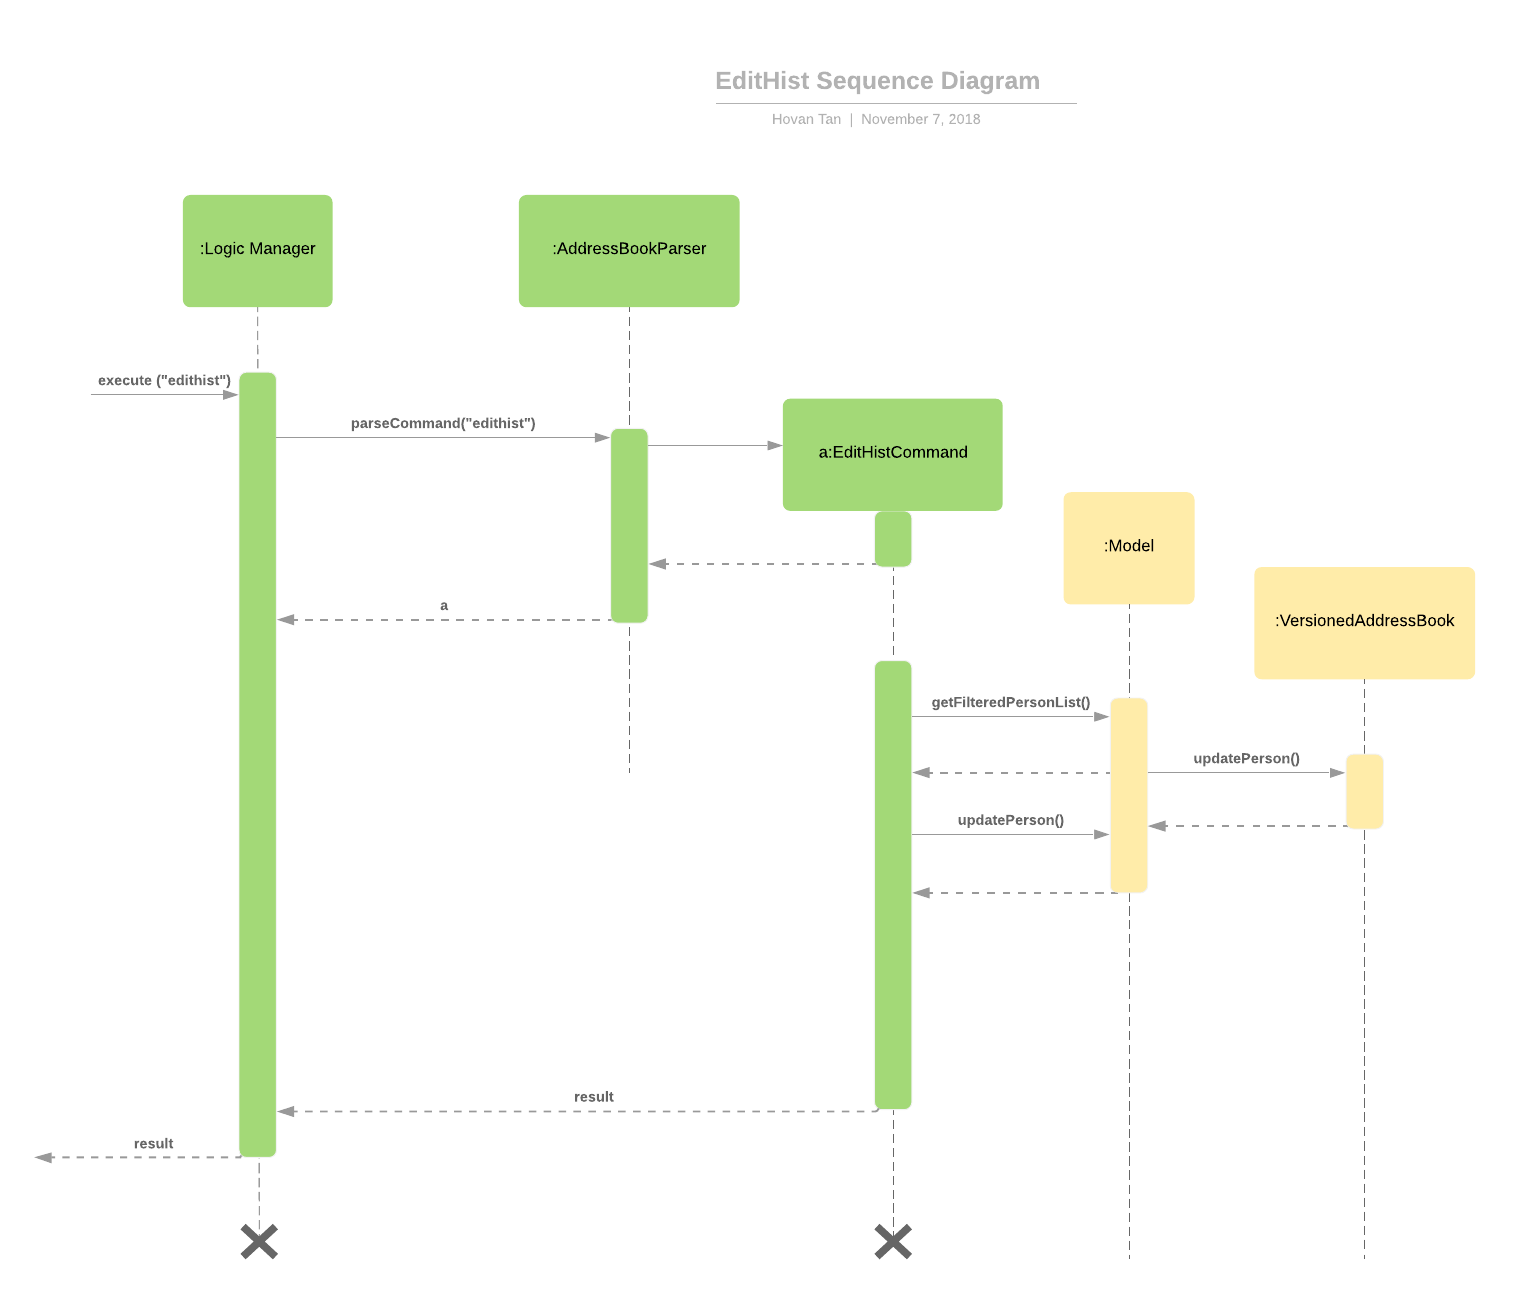 EditHist Sequence Diagram
Hovan Tan | November 7, 2018
:Logic Manager
:AddressBookParser
execute ("edithist")
parseCommand("edithist")
a:EditHistCommand
:Model
a
:VersionedAddressBook
getFilteredPersonList()
updatePerson()
updatePerson()
result
result